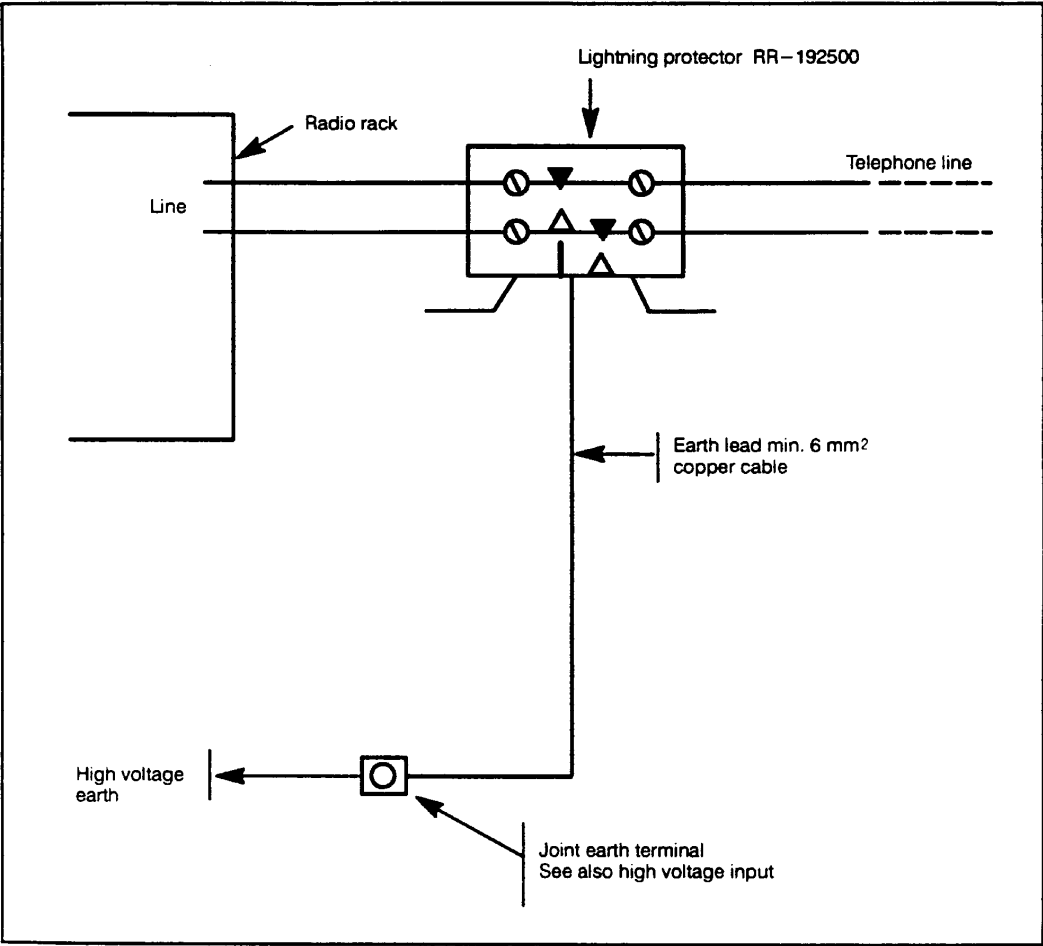 Lightning protector RR-192500
Radio rack
Telephone line
Line
Earth lead min. 6 mm²
copper cable
High voltage
earth
Joint earth terminal
See also high voltage input